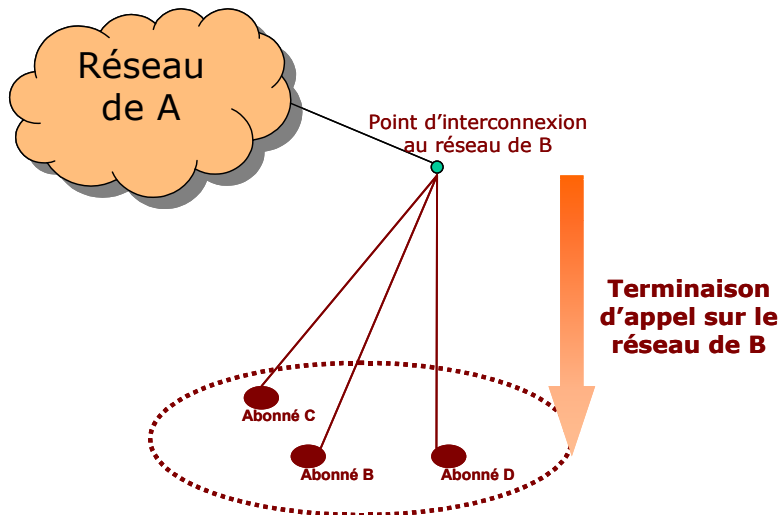 Réseau
de A
Point d’interconnexion
au réseau de B
Terminaison
d’appel sur le
réseau de B
Abonné C
Abonné B
Abonné D